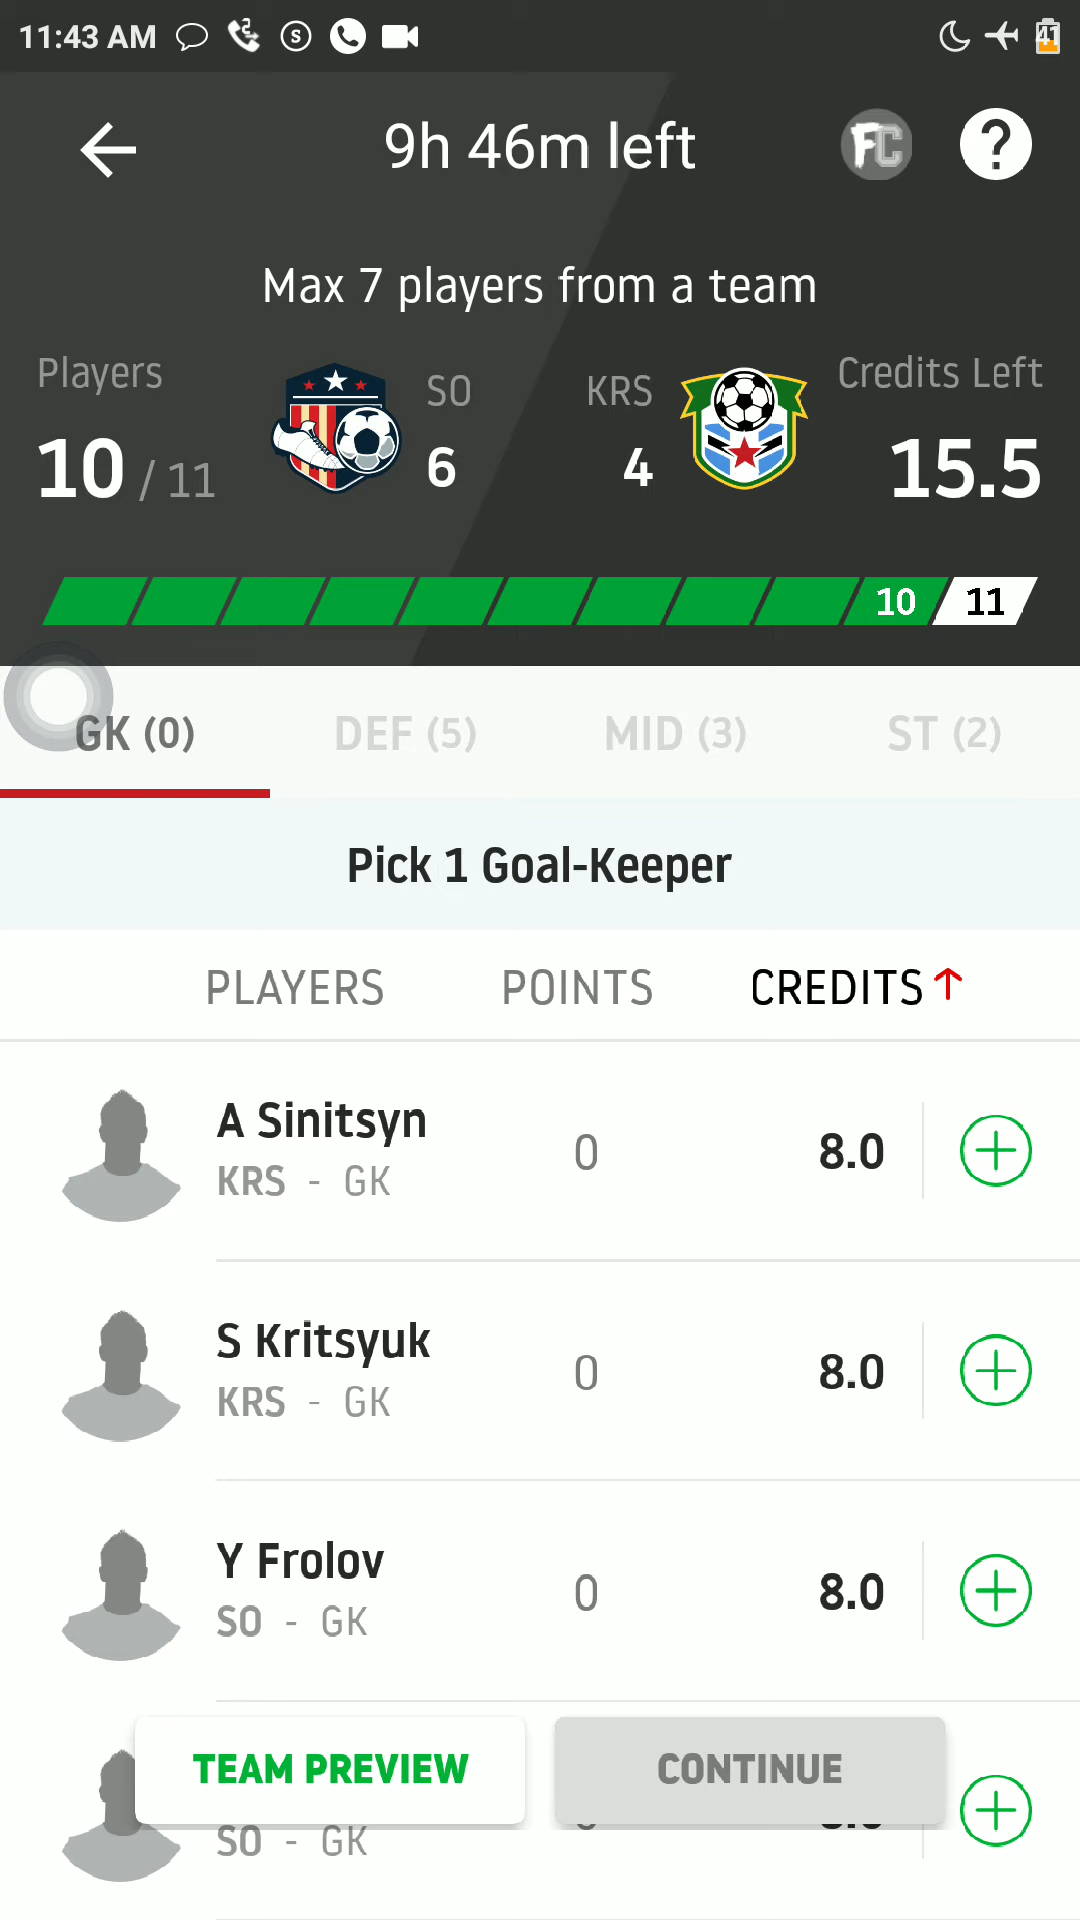 11:43 AM 2 S 41
9h 46m left FC ?
Max 7 players from a team
Players SO KRS Credits Left
10 / 11 6 4 15.5
10 11
GK (0) DEF (5) MID (3) ST (2)
Pick 1 Goal-Keeper
PLAYERS POINTS CREDITS
A Sinitsyn
KRS - GK 0 8.0
S Kritsyuk
KRS - GK 0 8.0
Y Frolov
SO - GK 0 8.0
TEAM PREVIEW CONTINUE
SO - GK